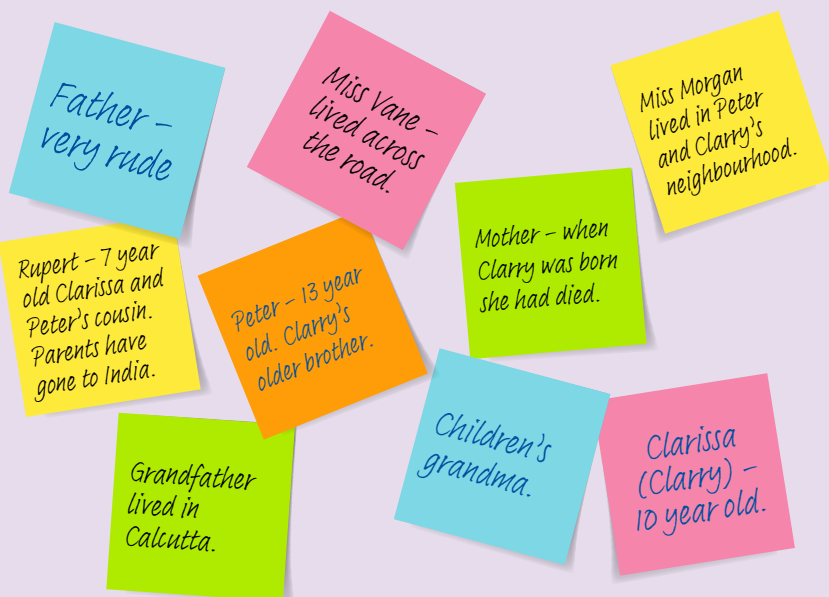 Father –
very rude
Miss Vane –
lived across
the road.
Miss Morgan
lived in Peter
and Clarry's
neighbourhood.
Rupert – 7 year
old Clarissa and
Peter's cousin.
Parents have
gone to India.
Peter – 13 year
old. Clarry's
older brother.
Mother – when
Clarry was born
she had died.
Grandfather
lived in
Calcutta.
Children's
grandma.
Clarissa
(Clarry) –
10 year old.